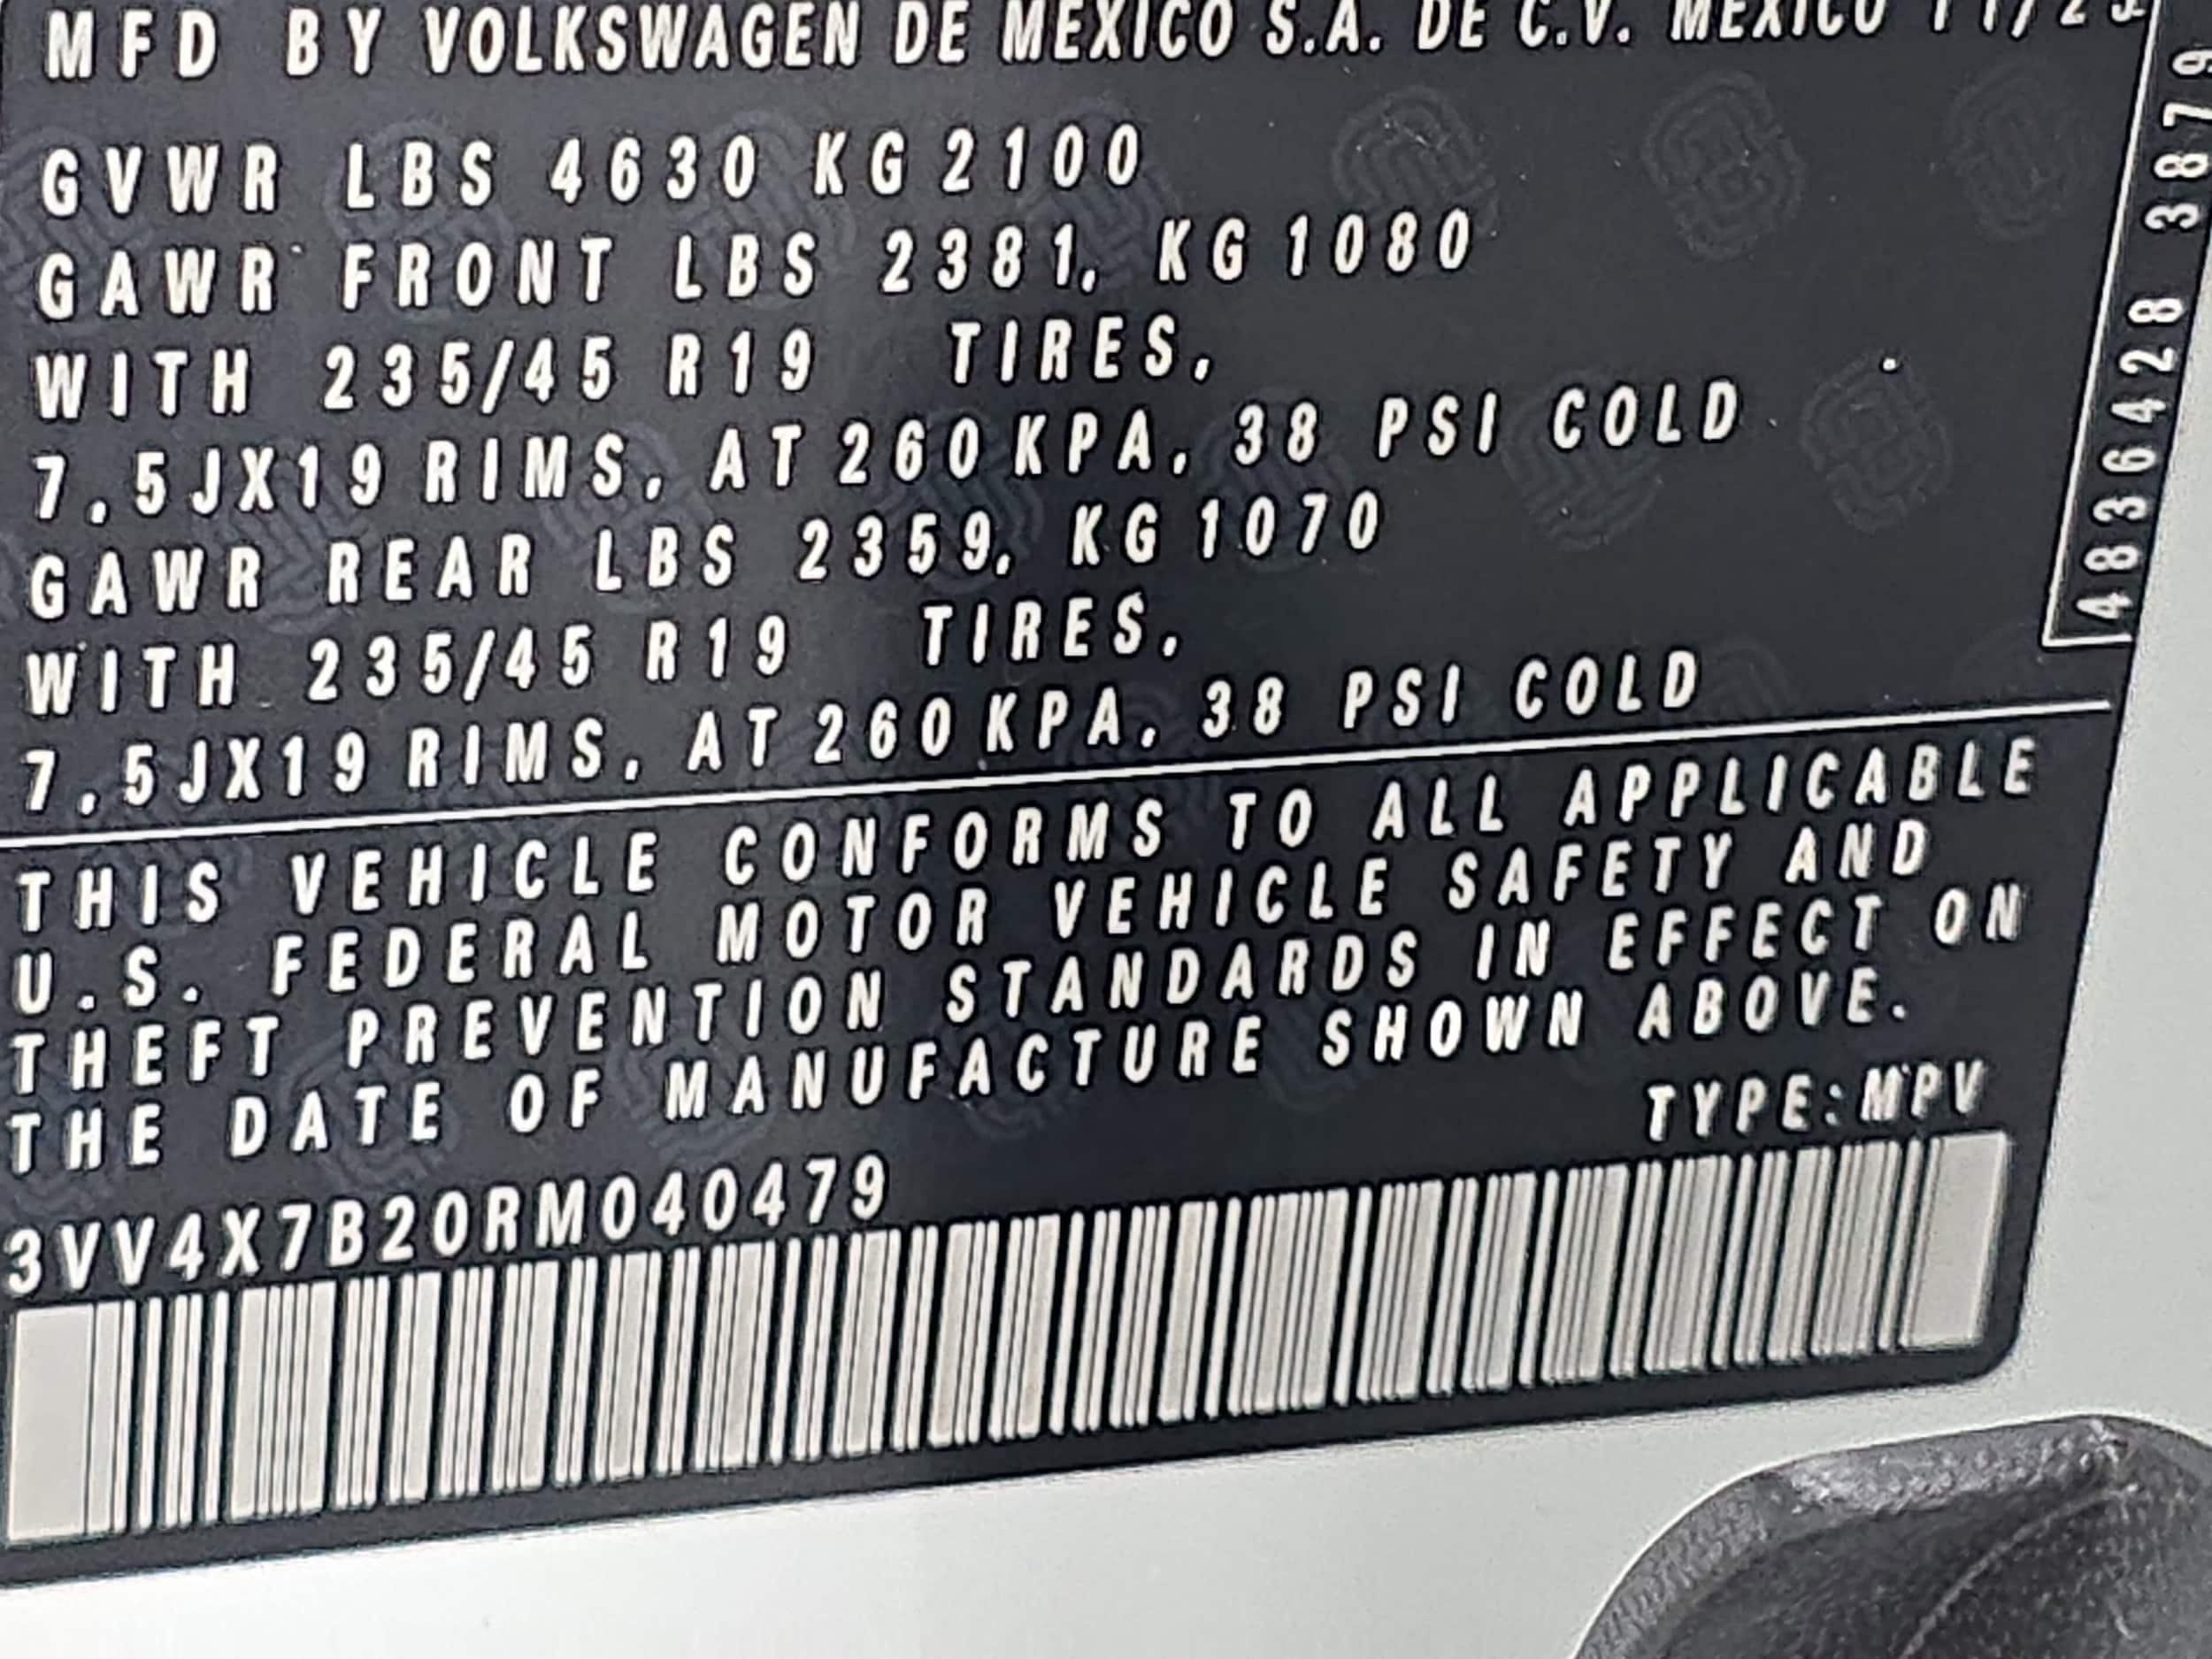 MFD BY VOLKSWAGEN DE MEXICO S.A. DE C.V. MEXICO 11/23
GVWR LBS 4630 KG 2100
GAWR FRONT LBS 2381, KG 1080
WITH 235/45 R19 TIRES,
7,5JX19 RIMS, AT 260 KPA, 38 PSI COLD
GAWR REAR LBS 2359, KG 1070
WITH 235/45 R19 TIRES,
7,5JX19 RIMS, AT 260 KPA, 38 PSI COLD
THIS VEHICLE CONFORMS TO ALL APPLICABLE
U.S. FEDERAL MOTOR VEHICLE SAFETY AND
THEFT PREVENTION STANDARDS IN EFFECT ON
THE DATE OF MANUFACTURE SHOWN ABOVE.
TYPE:MPV
3VV4X7B20RM040479
4836428 3879